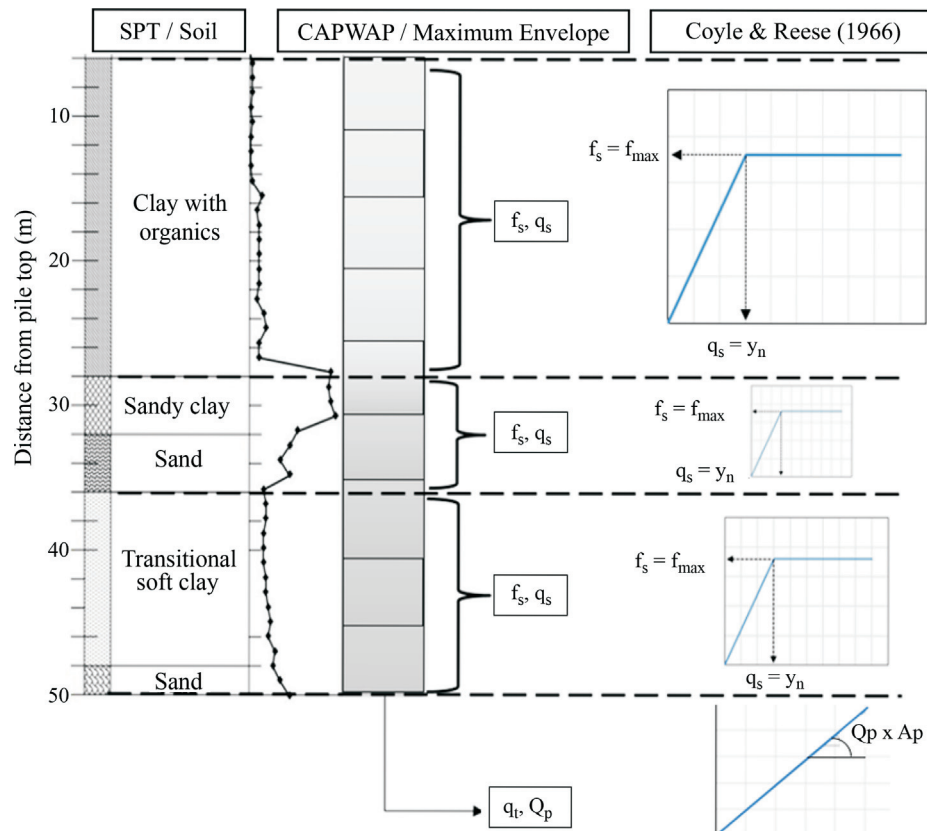 SPT / Soil
CAPWAP / Maximum Envelope
Coyle & Reese (1966)
Distance from pile top (m)
10
20
30
40
50
Clay with
organics
Sandy clay
Sand
Transitional
soft clay
Sand
fs, qs
fs, qs
fs, qs
qt, Qp
fs = fmax
qs = yn
fs = fmax
qs = yn
fs = fmax
qs = yn
Qp x Ap